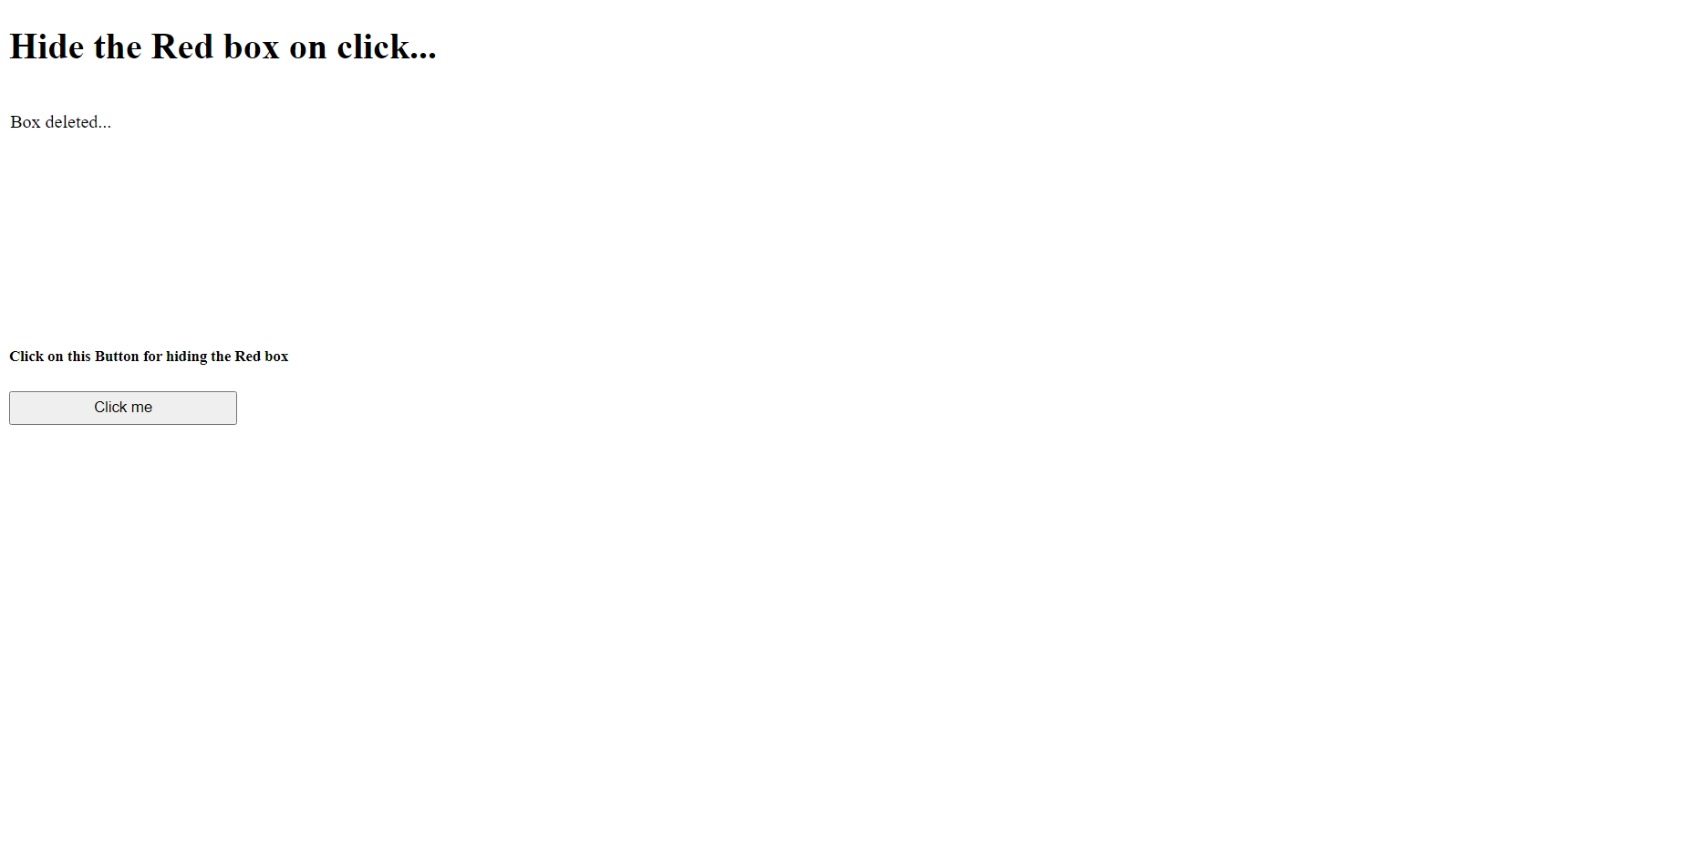 Hide the Red box on click...
Box deleted...
Click on this Button for hiding the Red box
Click me